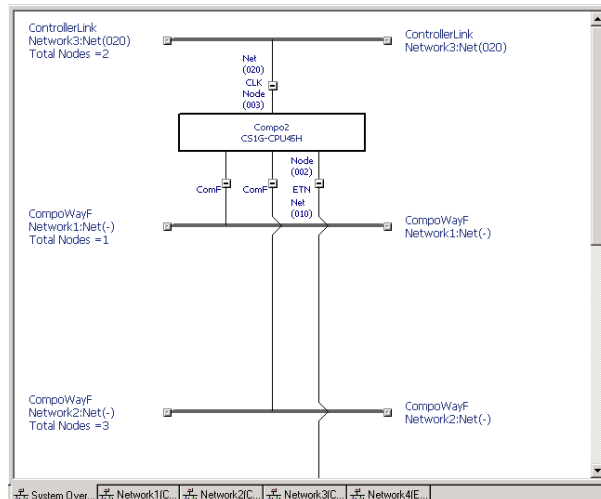 ControllerLink
Network3:Net(020)
Total Nodes =2
ControllerLink
Network3:Net(020)
Net
(020)
CLK
Node
(003)
Compo2
CS1G-CPU45H
Node
(002)
ComF
ComF
ETN
Net
(010)
CompoWayF
Network1:Net(-)
Total Nodes =1
CompoWayF
Network1:Net(-)
CompoWayF
Network2:Net(-)
Total Nodes =3
CompoWayF
Network2:Net(-)
System Over... Network1(C... Network2(C... Network3(C... Network4(E...